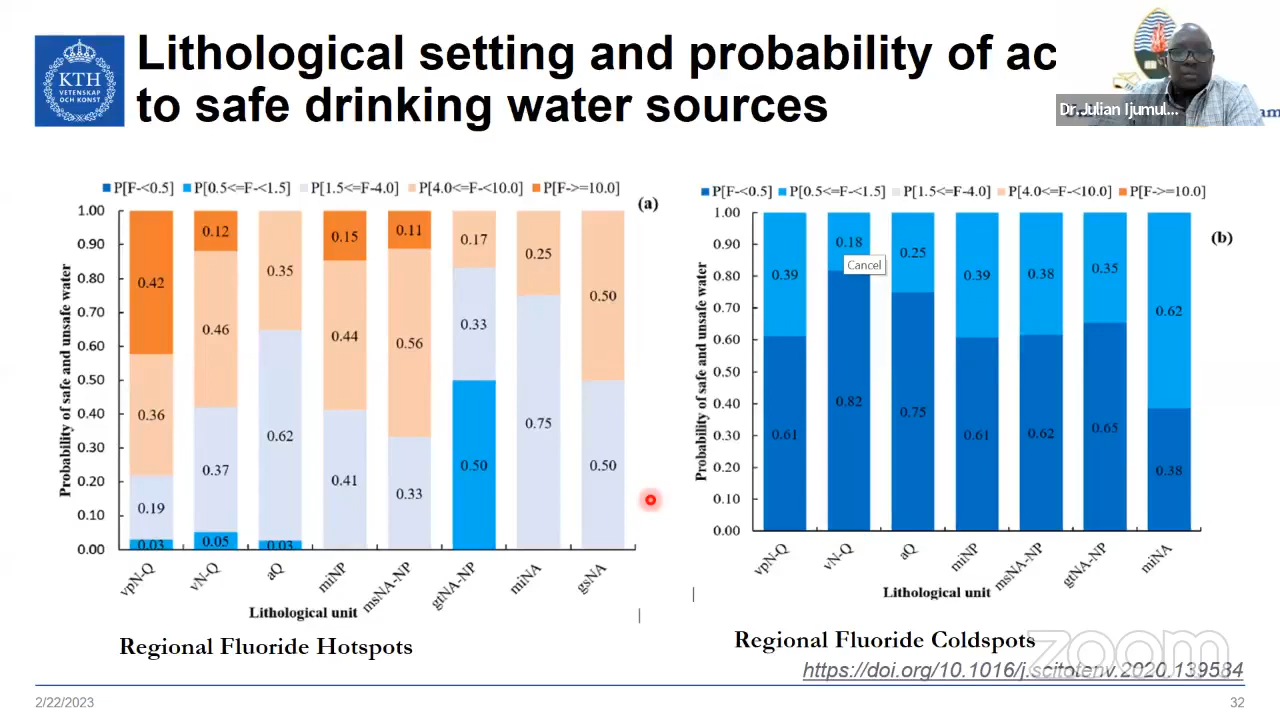 KTH
VETENSKAP
OCH KONST
Lithological setting and probability of ac
to safe drinking water sources
Dr. Julian Ijumul...
am
P[F-<0.5] P[0.5<=F-<1.5] P[1.5<=F-4.0] P[4.0<=F-<10.0] P[F->=10.0]
(a)
Probability of safe and unsafe water
1.00
0.90
0.80
0.70
0.60
0.50
0.40
0.30
0.20
0.10
0.00
0.42
0.36
0.19
0.03
0.12
0.46
0.37
0.05
0.35
0.62
0.03
0.15
0.44
0.41
0.11
0.56
0.33
0.17
0.33
0.50
0.25
0.75
0.50
0.50
vpN-Q
vN-Q
aQ
miNP
msNA-NP
gtNA-NP
miNA
gsNA
Lithological unit
Regional Fluoride Hotspots
P[F-<0.5] P[0.5<=F-<1.5] P[1.5<=F-4.0] P[4.0<=F-<10.0] P[F->=10.0]
(b)
Probability of safe and unsafe water
1.00
0.90
0.80
0.70
0.60
0.50
0.40
0.30
0.20
0.10
0.00
0.39
0.61
0.18
Cancel
0.82
0.25
0.75
0.39
0.61
0.38
0.62
0.35
0.65
0.62
0.38
vpN-Q
vN-Q
aQ
miNP
msNA-NP
gtNA-NP
miNA
Lithological unit
Regional Fluoride Coldspots
zoom
https://doi.org/10.1016/j.scitotenv.2020.139584
2/22/2023
32